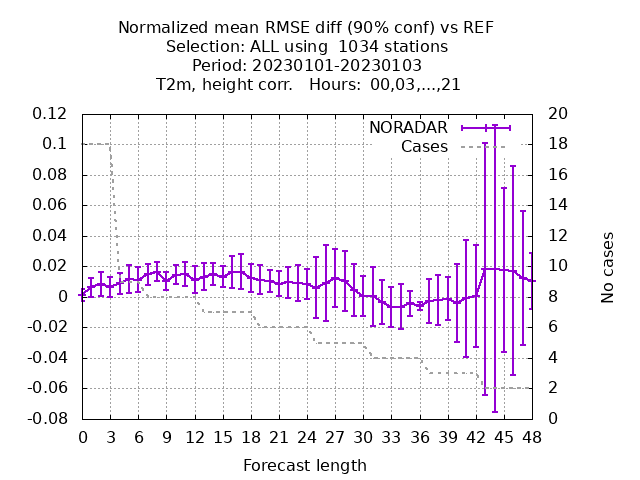 Normalized mean RMSE diff (90% conf) vs REF
Selection: ALL using  1034 stations
Period: 20230101-20230103
T2m, height corr.   Hours:  00,03,...,21
NORADAR
Cases
0.12
0.1
0.08
0.06
0.04
0.02
0
-0.02
-0.04
-0.06
-0.08
20
18
16
14
12
10
8
6
4
2
0
No cases
0 3 6 9 12 15 18 21 24 27 30 33 36 39 42 45 48
Forecast length